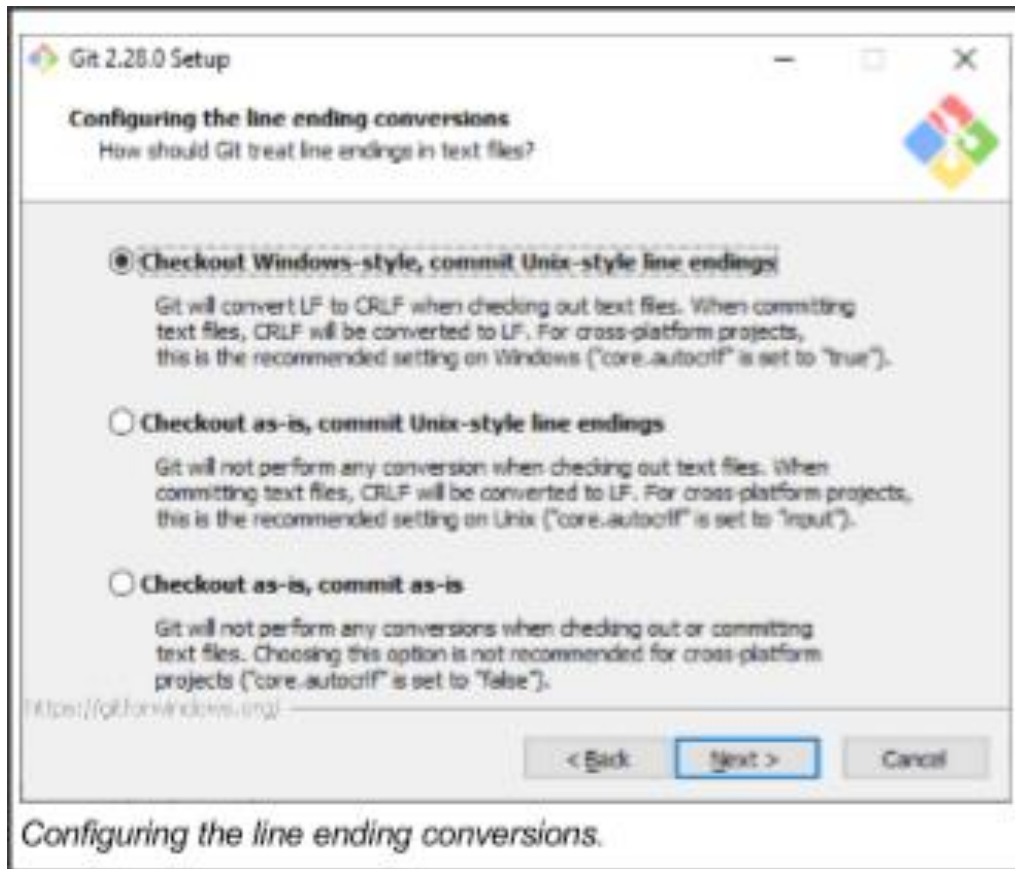 Git 2.28.0 Setup
Configuring the line ending conversions
How should Git treat line endings in text files?
Checkout Windows-style, commit Unix-style line endings
Git will convert LF to CRLF when checking out text files. When committing
text files, CRLF will be converted to LF. For cross-platform projects,
this is the recommended setting on Windows ("core.autocrlf" is set to "true").
Checkout as-is, commit Unix-style line endings
Git will not perform any conversion when checking out text files. When
committing text files, CRLF will be converted to LF. For cross-platform projects,
this is the recommended setting on Unix ("core.autocrlf" is set to "input").
Checkout as-is, commit as-is
Git will not perform any conversions when checking out or committing
text files. Choosing this option is not recommended for cross-platform
projects ("core.autocrlf" is set to "false").
https://gitforwindows.org/
< Back
Next >
Cancel
Configuring the line ending conversions.